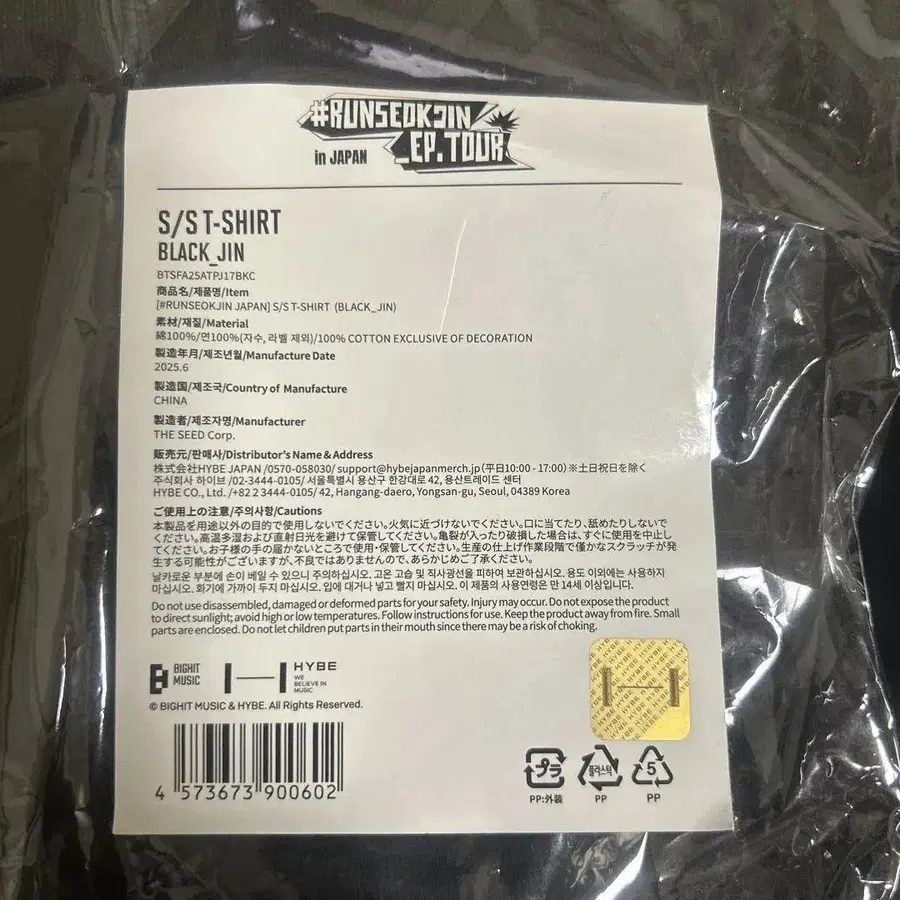 #RUNSEOKJIN
_EP.TOUR
in JAPAN
S/S T-SHIRT
BLACK_JIN
BTSFA25ATPJ17BKC
商品名/제품명/Item
[#RUNSEOKJIN JAPAN] S/S T-SHIRT (BLACK_JIN)
素材/재질/Material
綿100%/면100%(자수, 라벨 제외)/100% COTTON EXCLUSIVE OF DECORATION
製造年月/제조년월/Manufacture Date
2025.6
製造国/제조국/Country of Manufacture
CHINA
製造者/제조자명/Manufacturer
THE SEED Corp.
販売元/판매사/Distributor's Name & Address
株式会社HYBE JAPAN /0570-058030/ support@hybejapanmerch.jp(平日10:00 - 17:00)※土日祝日を除く
주식회사 하이브 /02-3444-0105/ 서울특별시 용산구 한강대로 42, 용산트레이드 센터
HYBE CO., Ltd. /+82 2 3444-0105/ 42, Hangang-daero, Yongsan-gu, Seoul, 04389 Korea
ご使用上の注意/주의사항/Cautions
本製品を用途以外の目的で使用しないでください。火気に近づけないでください。口に当てたり、舐めたりしないで
ください。高温多湿および直射日光を避けて保管してください。亀裂が入ったり破損した場合は、すぐに使用を中止し
てください。お子様の手の届かないところで使用・保管してください。生産の仕上げ作業段階で僅かなスクラッチが発
生する可能性がございますが、不良ではありませんので、あらかじめご了承ください。
날카로운 부분에 손이 베일 수 있으니 주의하십시오. 고온 고습 및 직사광선을 피하여 보관하십시오. 용도 이외에는 사용하지
마십시오. 화기에 가까이 두지 마십시오. 입에 대거나 넣고 빨지 마십시오. 이 제품의 사용연령은 만 14세 이상입니다.
Do not use disassembled, damaged or deformed parts for your safety. Injury may occur. Do not expose the product
to direct sunlight; avoid high or low temperatures. Follow instructions for use. Keep the product away from fire. Small
parts are enclosed. Do not let children put parts in their mouth since there may be a risk of choking.
BIGHIT
MUSIC
HYBE
WE
BELIEVE IN
MUSIC
© BIGHIT MUSIC & HYBE. All Rights Reserved.
HYBE HYBE HYBE
4 573673 900602
プラ
플라스틱
5
PP:外装
PP
PP